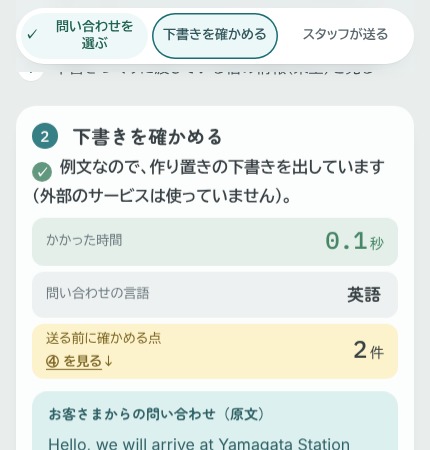 ✓ 問い合わせを選ぶ
下書きを確かめる
スタッフが送る
2 下書きを確かめる
✓ 例文なので、作り置きの下書きを出しています
（外部のサービスは使っていません）。
かかった時間
0.1秒
問い合わせの言語
英語
送る前に確かめる点
④ を見る↓
2件
お客さまからの問い合わせ（原文）
Hello, we will arrive at Yamagata Station